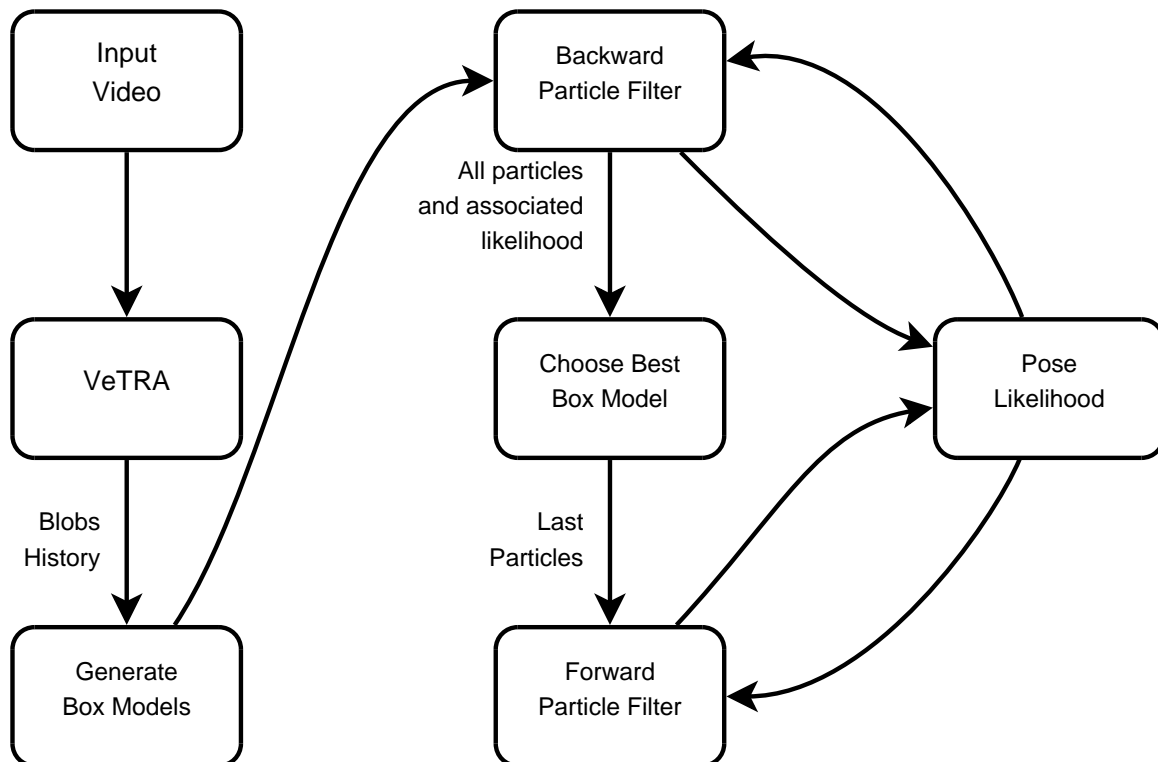 Input
Video
VeTRA
Blobs
History
Generate
Box Models
Backward
Particle Filter
All particles
and associated
likelihood
Choose Best
Box Model
Last
Particles
Forward
Particle Filter
Pose
Likelihood